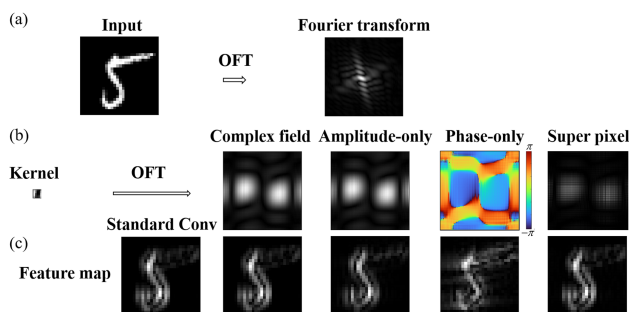 (a)
Input
Fourier transform
OFT
(b)
Complex field Amplitude-only Phase-only Super pixel
π
Kernel
OFT
−π
Standard Conv
(c)
Feature map